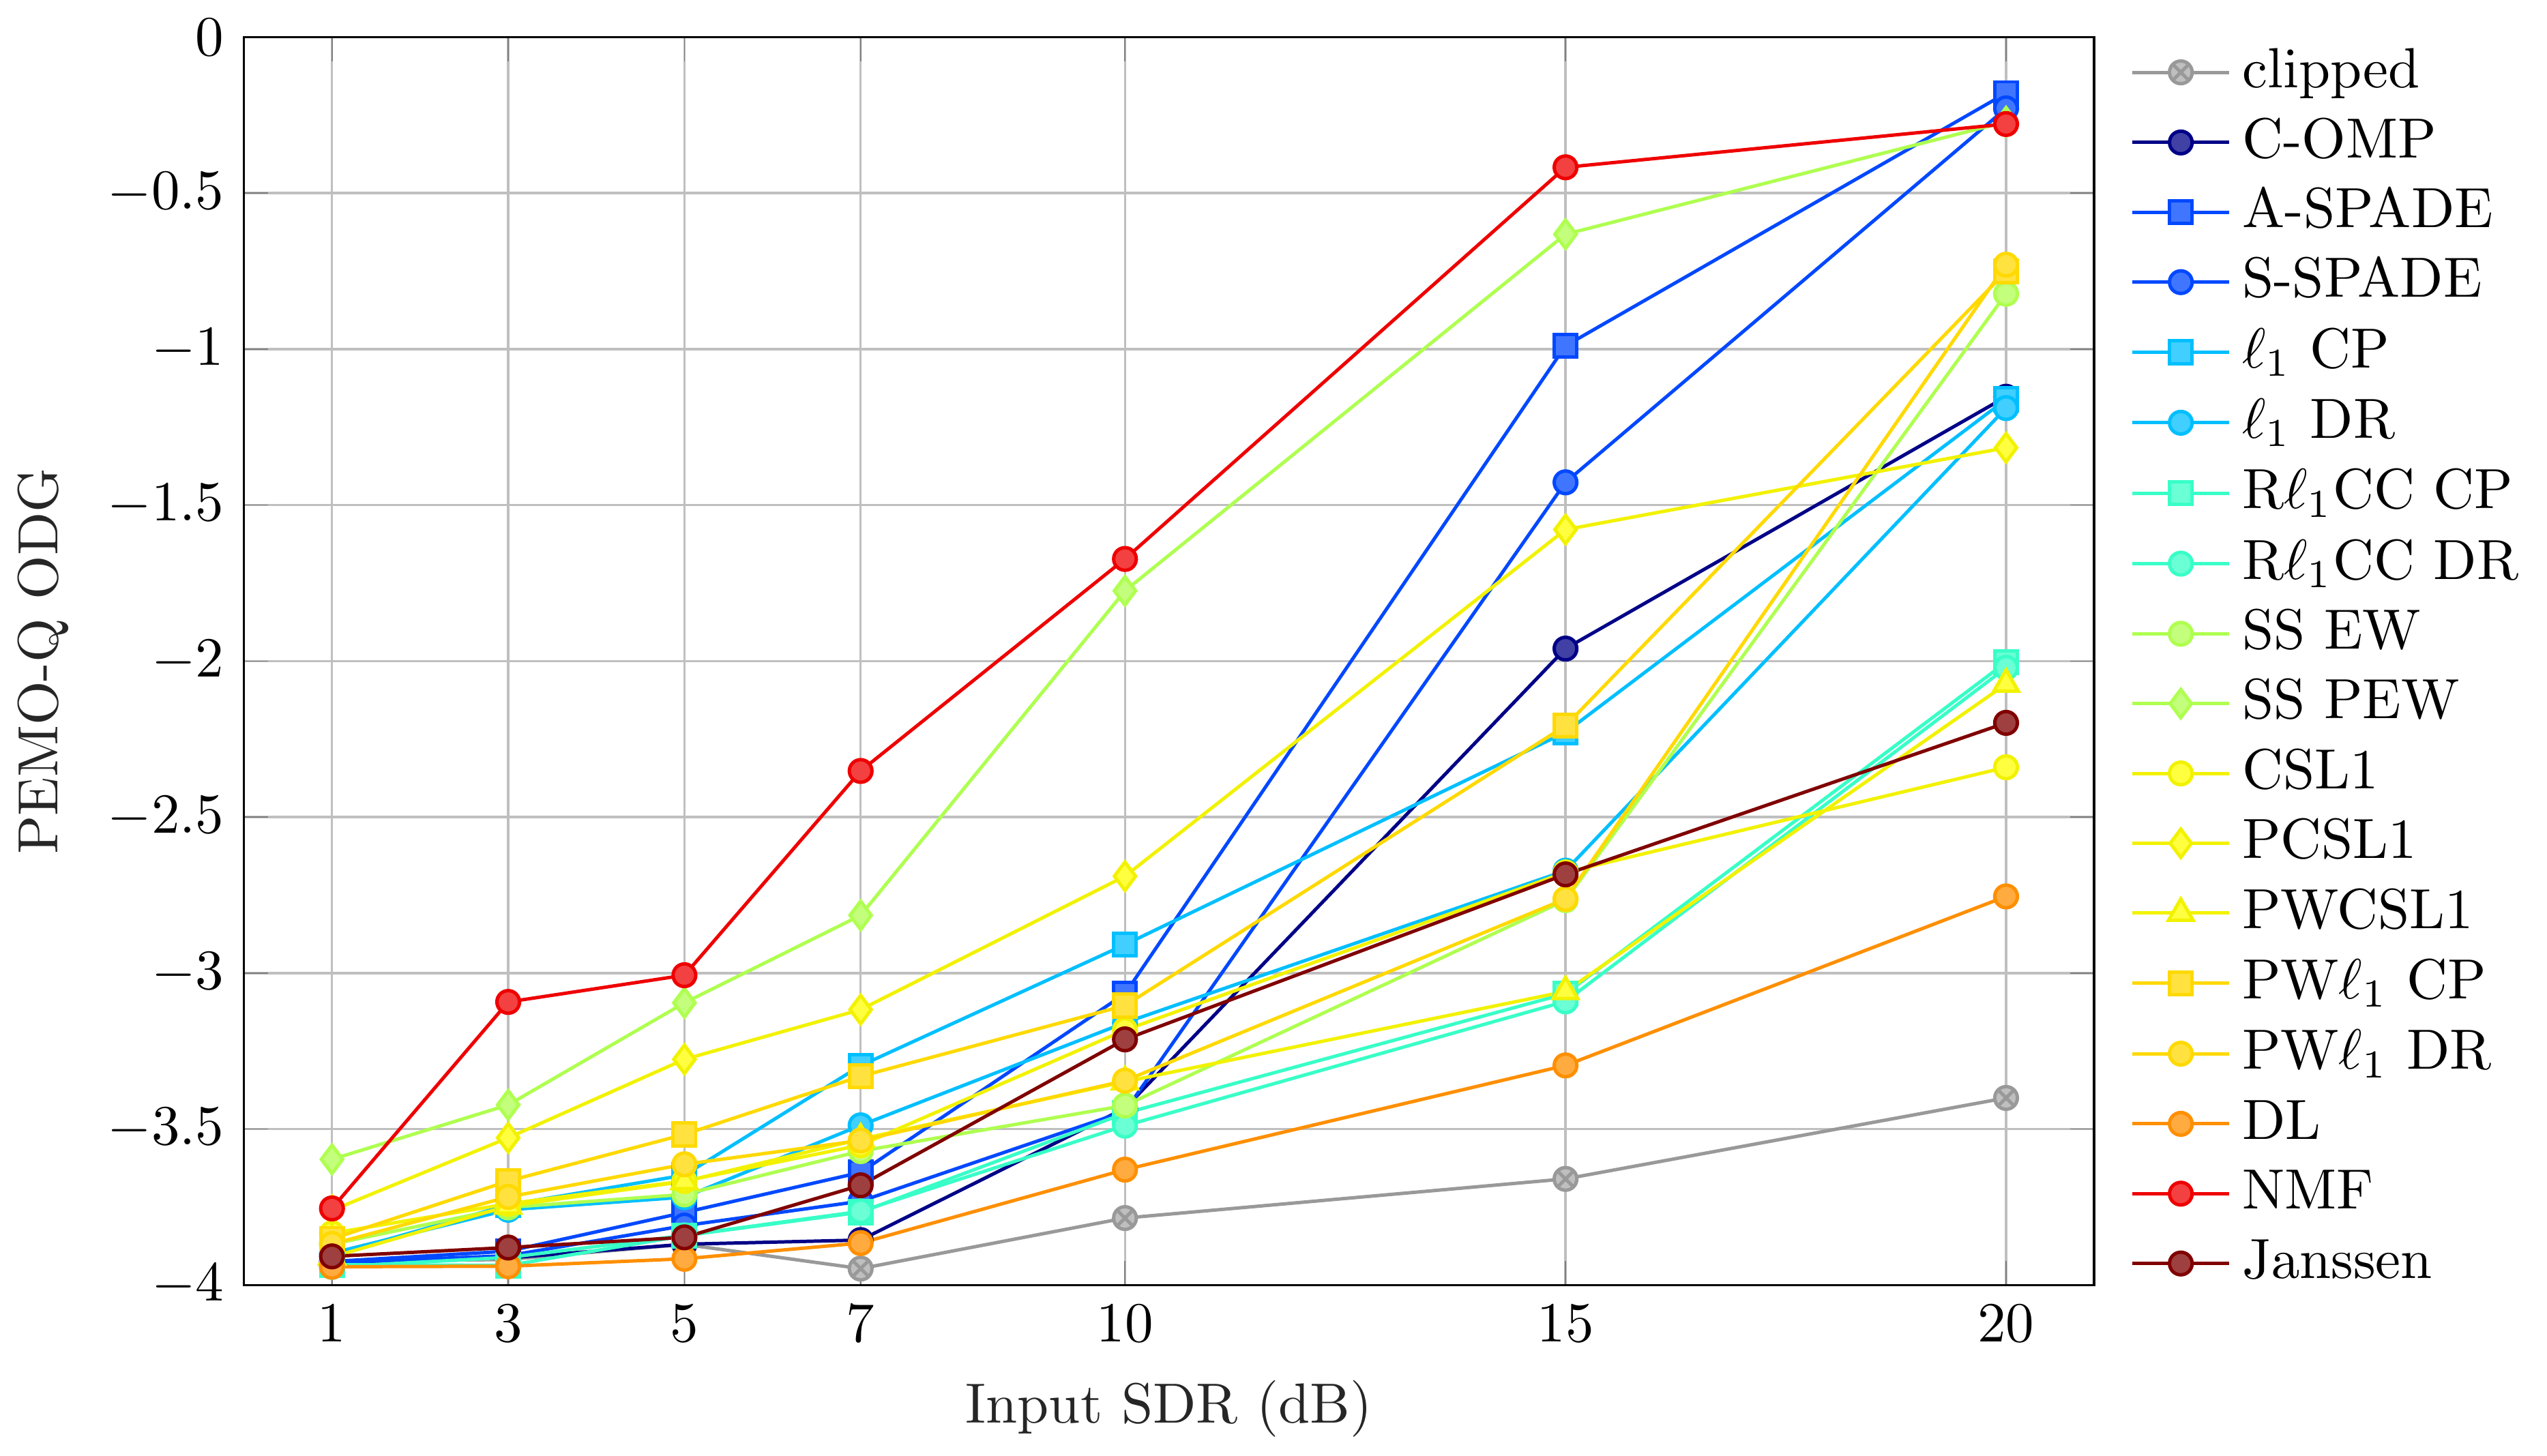 0
−0.5
−1
−1.5
−2
−2.5
−3
−3.5
−4
PEMO-Q ODG
1 3 5 7 10 15 20
Input SDR (dB)
clipped
C-OMP
A-SPADE
S-SPADE
ℓ₁ CP
ℓ₁ DR
Rℓ₁CC CP
Rℓ₁CC DR
SS EW
SS PEW
CSL1
PCSL1
PWCSL1
PWℓ₁ CP
PWℓ₁ DR
DL
NMF
Janssen